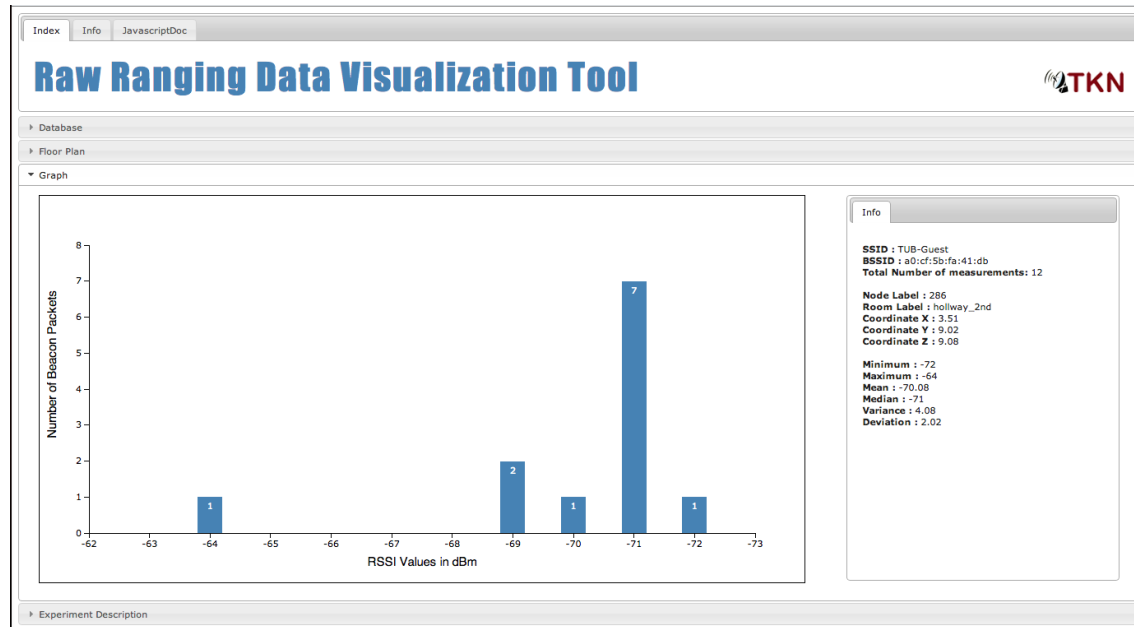 Index Info JavascriptDoc
Raw Ranging Data Visualization Tool
TKN
Database
Floor Plan
Graph
8
7
6
5
4
3
2
1
0
Number of Beacon Packets
1
2
1
7
1
-62 -63 -64 -65 -66 -67 -68 -69 -70 -71 -72 -73
RSSI Values in dBm
Info
SSID : TUB-Guest
BSSID : a0:cf:5b:fa:41:db
Total Number of measurements: 12
Node Label : 286
Room Label : hollway_2nd
Coordinate X : 3.51
Coordinate Y : 9.02
Coordinate Z : 9.08
Minimum : -72
Maximum : -64
Mean : -70.08
Median : -71
Variance : 4.08
Deviation : 2.02
Experiment Description